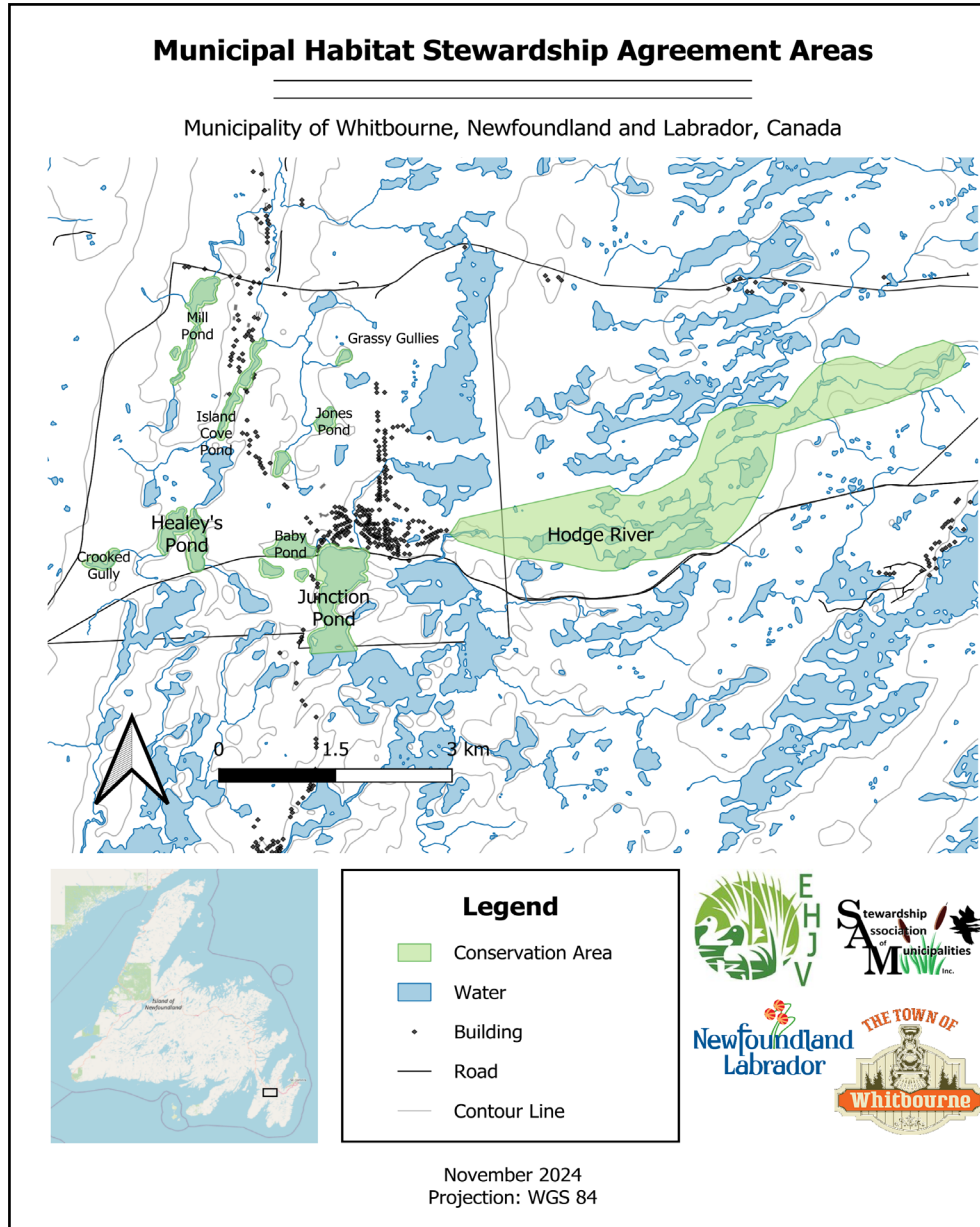 Municipal Habitat Stewardship Agreement Areas
Municipality of Whitbourne, Newfoundland and Labrador, Canada
Mill
Pond
Grassy Gullies
Island
Cove
Pond
Jones
Pond
Healey's
Pond
Baby
Pond
Crooked
Gully
Hodge River
Junction
Pond
0 1.5 3 km
Island of
Newfoundland
Legend
Conservation Area
Water
Building
Road
Contour Line
EHJV
Stewardship
Association
of
Municipalities
Inc.
Newfoundland
Labrador
THE TOWN OF
Whitbourne
November 2024
Projection: WGS 84